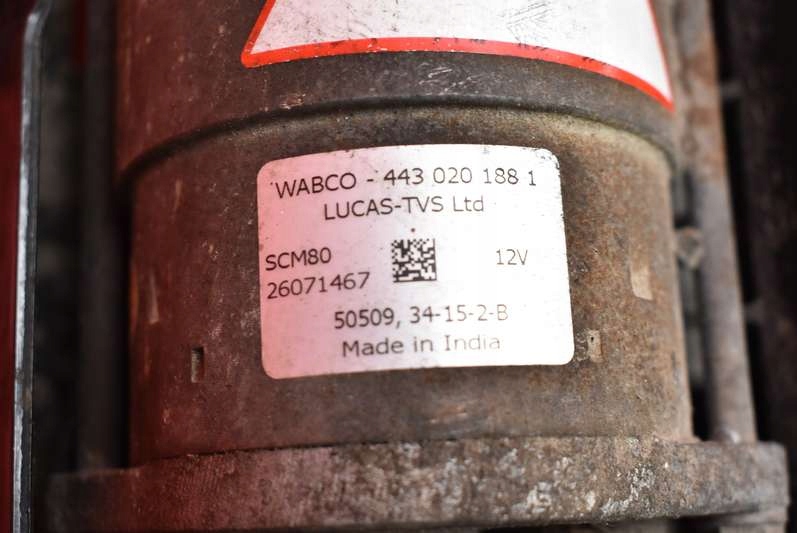 WABCO - 443 020 188 1
LUCAS-TVS Ltd
SCM80
12V
26071467
50509, 34-15-2-B
Made in India